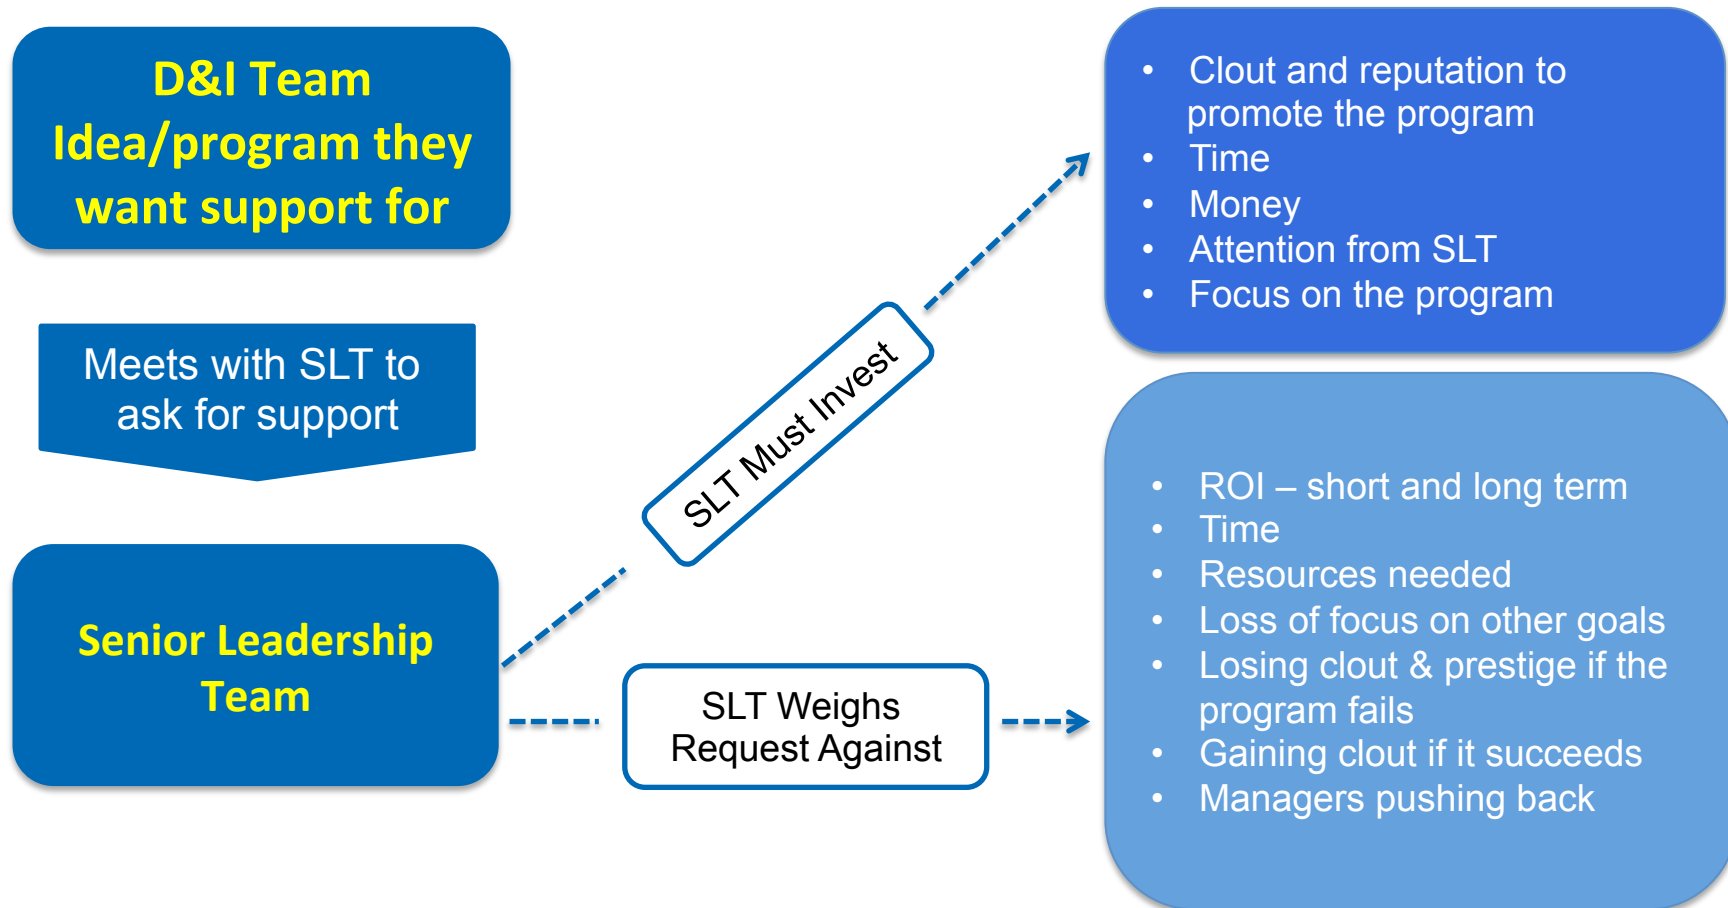 D&I Team
Idea/program they
want support for
Meets with SLT to
ask for support
Senior Leadership
Team
SLT Must Invest
SLT Weighs
Request Against
• Clout and reputation to
promote the program
• Time
• Money
• Attention from SLT
• Focus on the program
• ROI – short and long term
• Time
• Resources needed
• Loss of focus on other goals
• Losing clout & prestige if the
program fails
• Gaining clout if it succeeds
• Managers pushing back